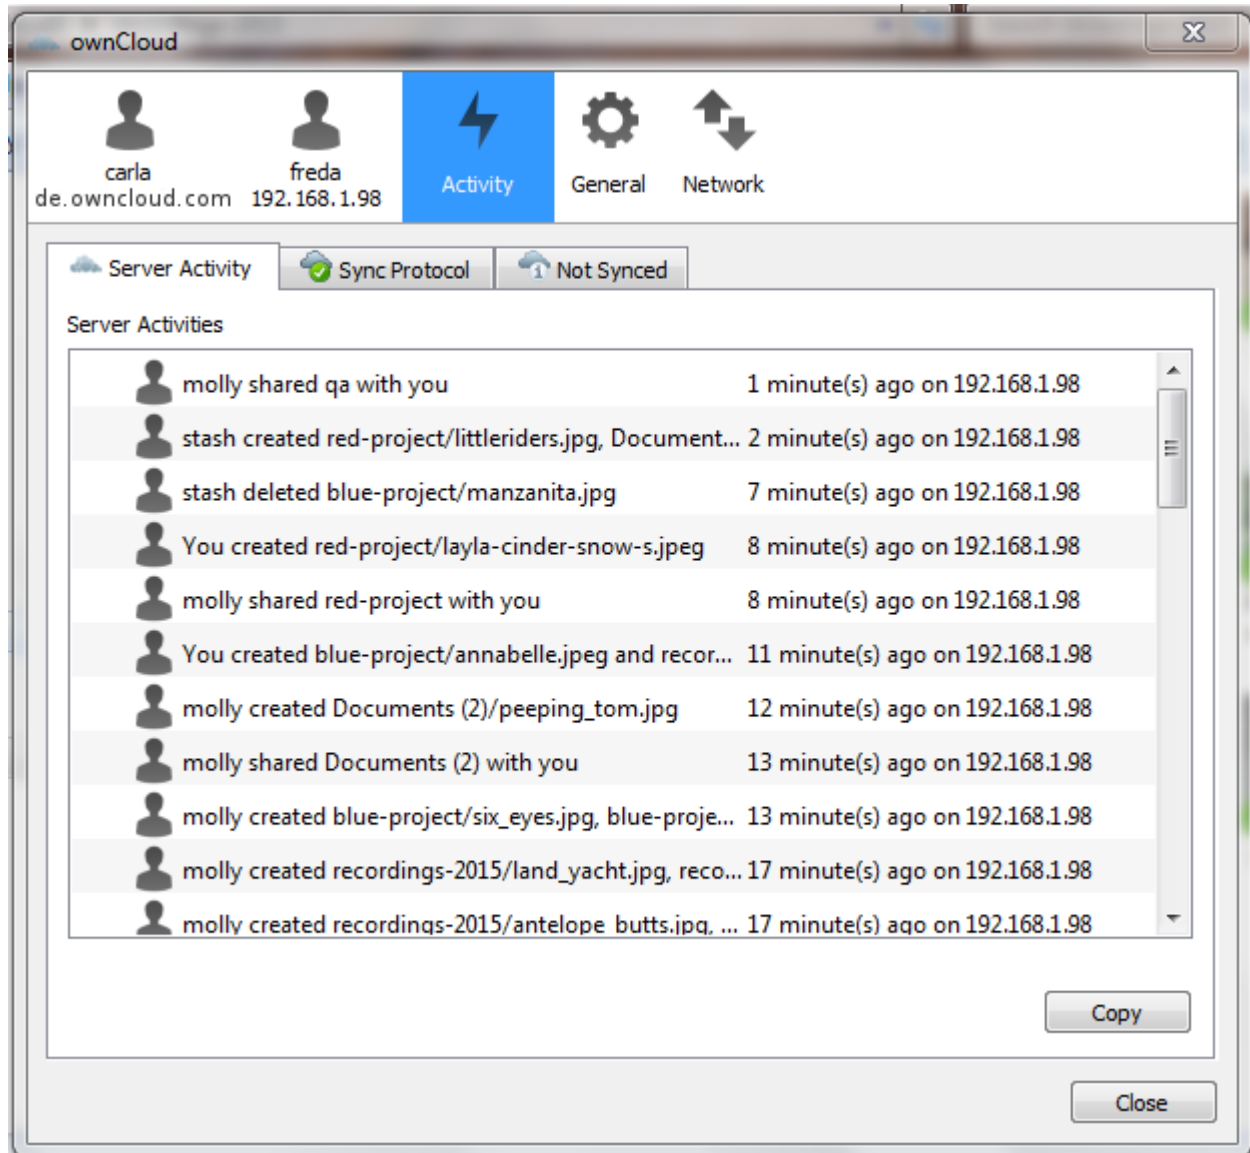 ownCloud
carla
de.owncloud.com
freda
192.168.1.98
Activity
General
Network
Server Activity
Sync Protocol
Not Synced
Server Activities
molly shared qa with you 1 minute(s) ago on 192.168.1.98
stash created red-project/littleriders.jpg, Document... 2 minute(s) ago on 192.168.1.98
stash deleted blue-project/manzanita.jpg 7 minute(s) ago on 192.168.1.98
You created red-project/layla-cinder-snow-s.jpeg 8 minute(s) ago on 192.168.1.98
molly shared red-project with you 8 minute(s) ago on 192.168.1.98
You created blue-project/annabelle.jpeg and recor... 11 minute(s) ago on 192.168.1.98
molly created Documents (2)/peeping_tom.jpg 12 minute(s) ago on 192.168.1.98
molly shared Documents (2) with you 13 minute(s) ago on 192.168.1.98
molly created blue-project/six_eyes.jpg, blue-proje... 13 minute(s) ago on 192.168.1.98
molly created recordings-2015/land_yacht.jpg, reco... 17 minute(s) ago on 192.168.1.98
molly created recordings-2015/antelope_butts.jpg, ... 17 minute(s) ago on 192.168.1.98
Copy
Close